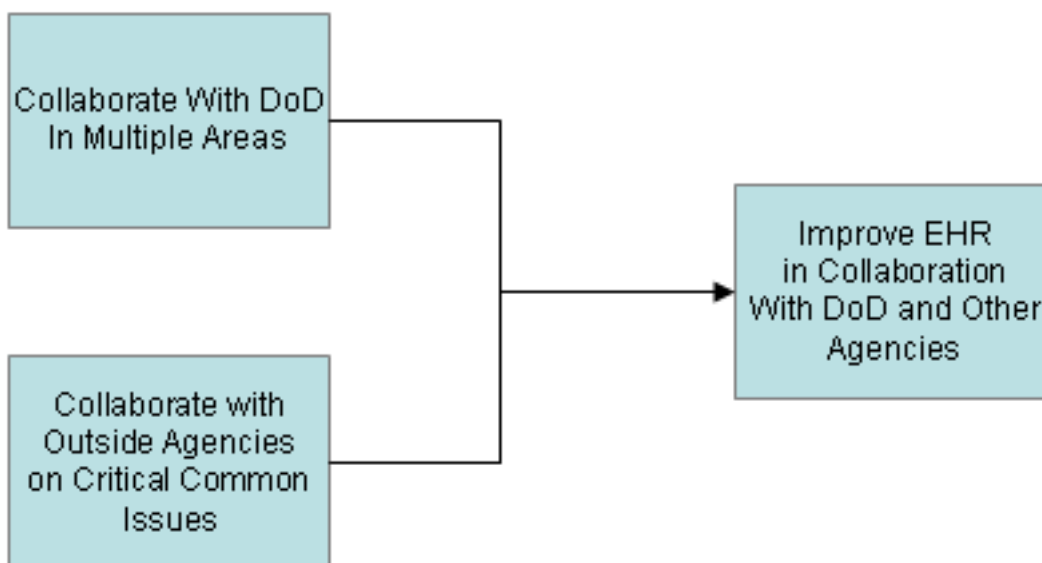 Collaborate With DoD
In Multiple Areas
Improve EHR
in Collaboration
With DoD and Other
Agencies
Collaborate with
Outside Agencies
on Critical Common
Issues